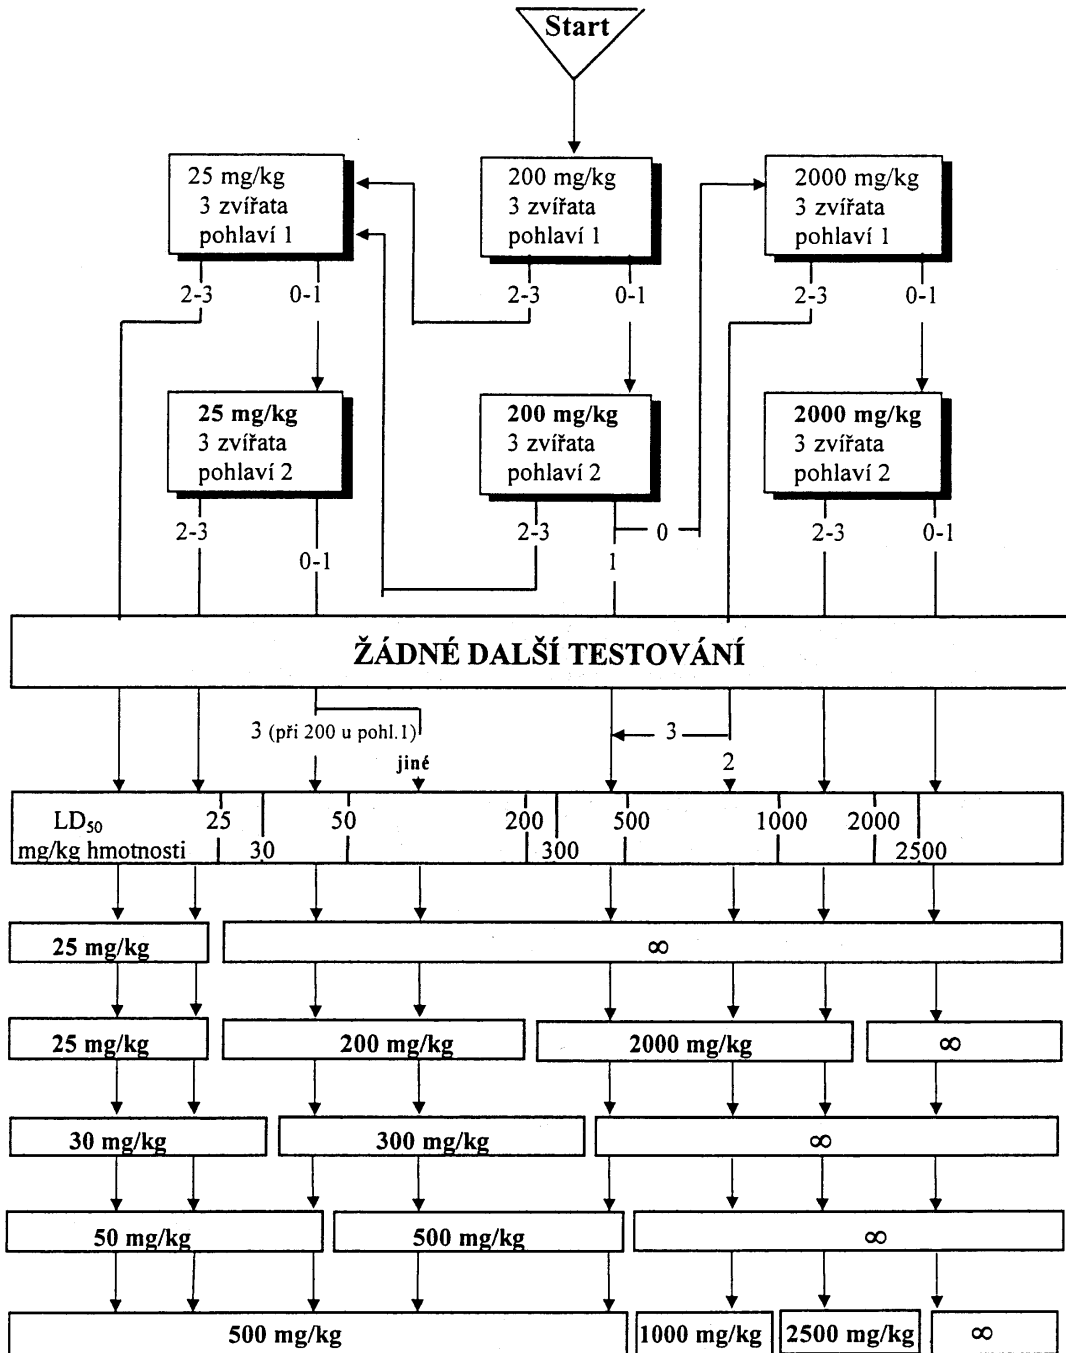 Start
25 mg/kg
3 zvířata
pohlaví 1
200 mg/kg
3 zvířata
pohlaví 1
2000 mg/kg
3 zvířata
pohlaví 1
2-3
0-1
2-3
0-1
2-3
0-1
25 mg/kg
3 zvířata
pohlaví 2
200 mg/kg
3 zvířata
pohlaví 2
2000 mg/kg
3 zvířata
pohlaví 2
2-3
0-1
2-3
1
0
2-3
0-1
ŽÁDNÉ DALŠÍ TESTOVÁNÍ
3 (při 200 u pohl.1)
jiné
3
2
LD₅₀ 25 50 200 500 1000 2000
mg/kg hmotnosti 30 300 2500
25 mg/kg ∞
25 mg/kg 200 mg/kg 2000 mg/kg ∞
30 mg/kg 300 mg/kg ∞
50 mg/kg 500 mg/kg ∞
500 mg/kg 1000 mg/kg 2500 mg/kg ∞